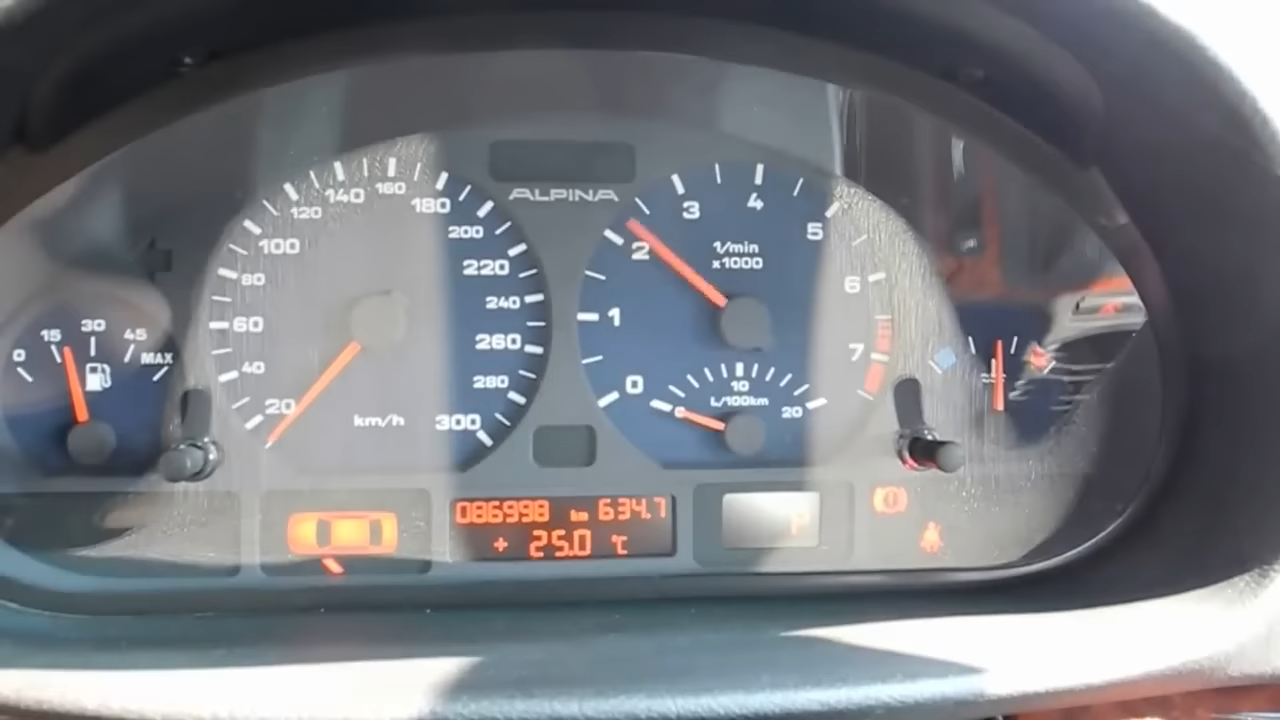 ALPINA
0 15 30 45 MAX
20 40 60 80 100 120 140 160 180 200 220 240 260 280 300
km/h
0 1 2 3 4 5 6 7
1/min
x1000
10 20
L/100km
086998 km 634.7
+ 25.0 °C
P